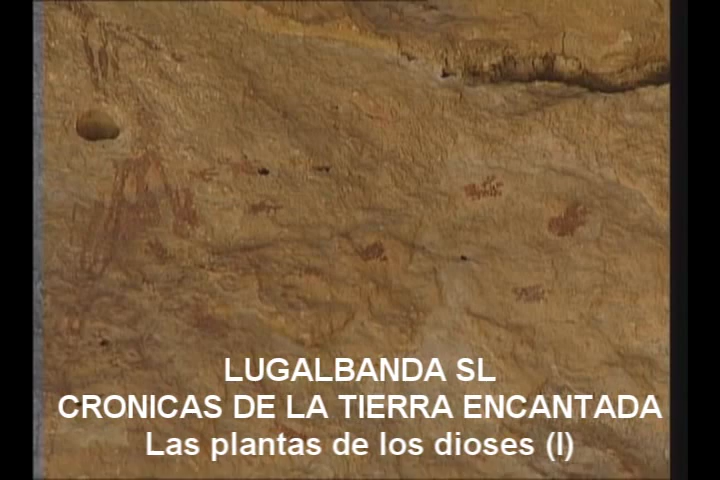 LUGALBANDA SL
CRONICAS DE LA TIERRA ENCANTADA
Las plantas de los dioses (I)